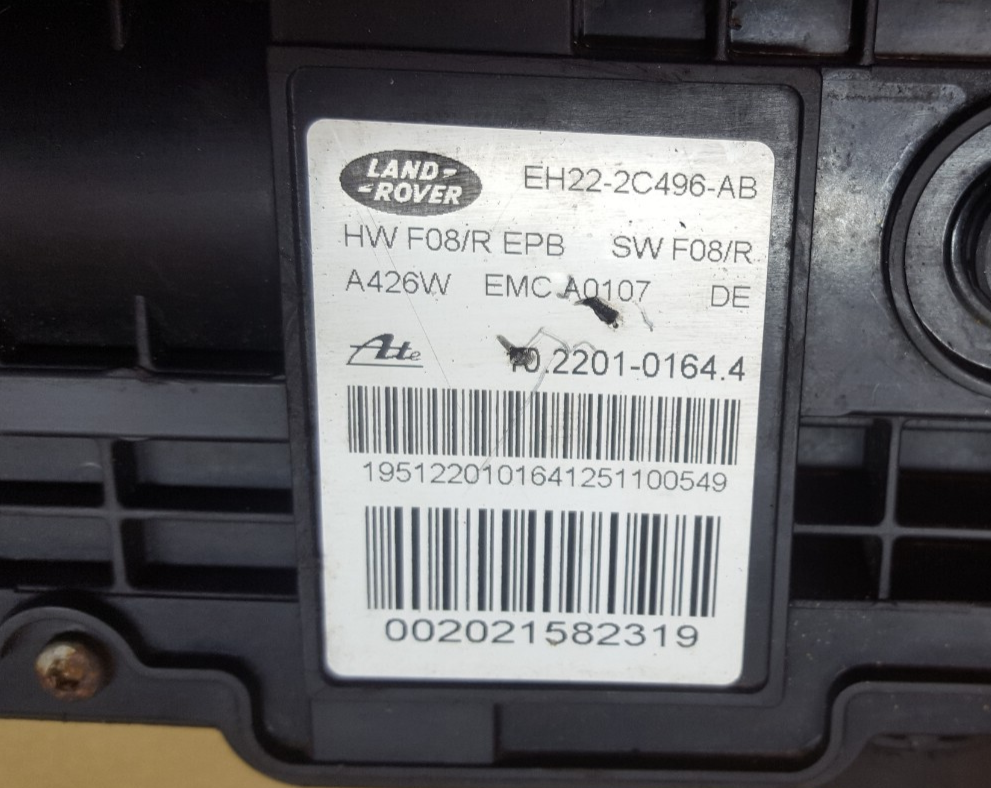 LAND-
-ROVER
EH22-2C496-AB
HW F08/R EPB SW F08/R
A426W EMC A0107 DE
Ate 10.2201-0164.4
1951220101641251100549
002021582319